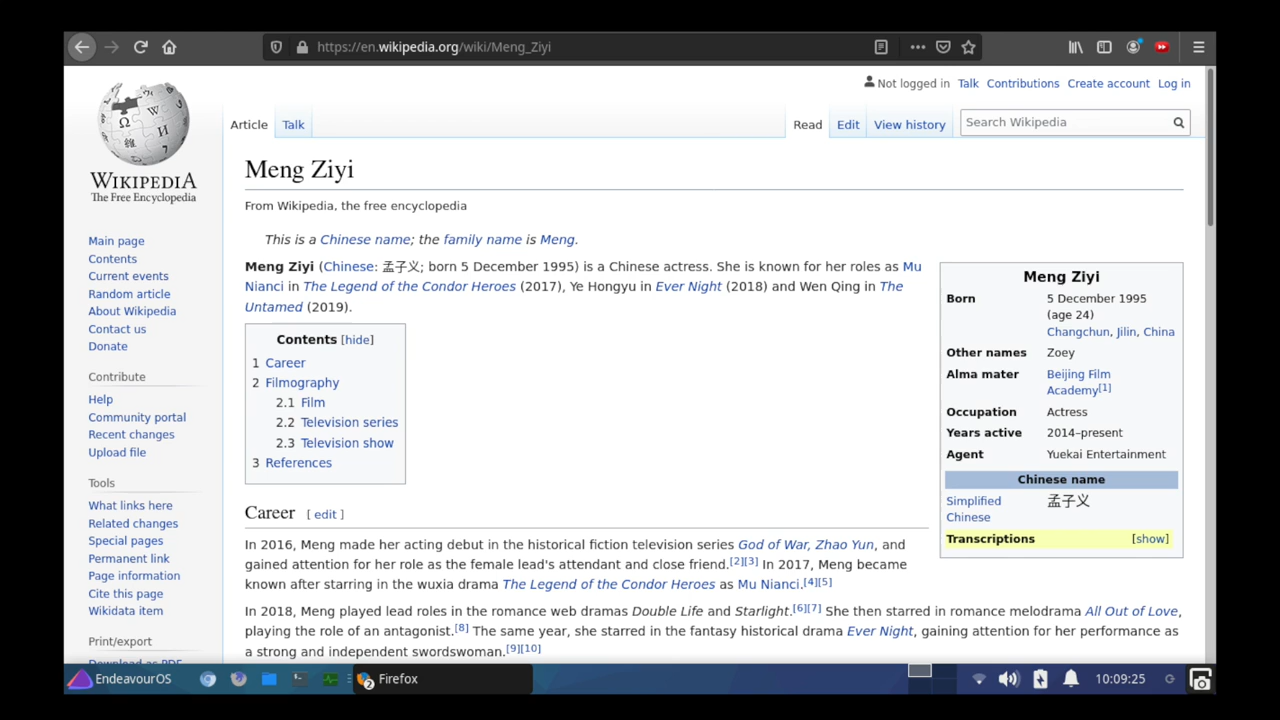 https://en.wikipedia.org/wiki/Meng_Ziyi
Not logged in Talk Contributions Create account Log in
Article Talk Read Edit View history Search Wikipedia
WIKIPEDIA
The Free Encyclopedia
Main page
Contents
Current events
Random article
About Wikipedia
Contact us
Donate
Contribute
Help
Community portal
Recent changes
Upload file
Tools
What links here
Related changes
Special pages
Permanent link
Page information
Cite this page
Wikidata item
Print/export
Download as PDF
Meng Ziyi
From Wikipedia, the free encyclopedia
This is a Chinese name; the family name is Meng.
Meng Ziyi (Chinese: 孟子义; born 5 December 1995) is a Chinese actress. She is known for her roles as Mu
Nianci in The Legend of the Condor Heroes (2017), Ye Hongyu in Ever Night (2018) and Wen Qing in The
Untamed (2019).
Contents [hide]
1 Career
2 Filmography
2.1 Film
2.2 Television series
2.3 Television show
3 References
Meng Ziyi
Born 5 December 1995
(age 24)
Changchun, Jilin, China
Other names Zoey
Alma mater Beijing Film
Academy[1]
Occupation Actress
Years active 2014–present
Agent Yuekai Entertainment
Chinese name
Simplified 孟子义
Chinese
Transcriptions [show]
Career [ edit ]
In 2016, Meng made her acting debut in the historical fiction television series God of War, Zhao Yun, and
gained attention for her role as the female lead's attendant and close friend.[2][3] In 2017, Meng became
known after starring in the wuxia drama The Legend of the Condor Heroes as Mu Nianci.[4][5]
In 2018, Meng played lead roles in the romance web dramas Double Life and Starlight.[6][7] She then starred in romance melodrama All Out of Love,
playing the role of an antagonist.[8] The same year, she starred in the fantasy historical drama Ever Night, gaining attention for her performance as
a strong and independent swordswoman.[9][10]
EndeavourOS 2 Firefox 10:09:25